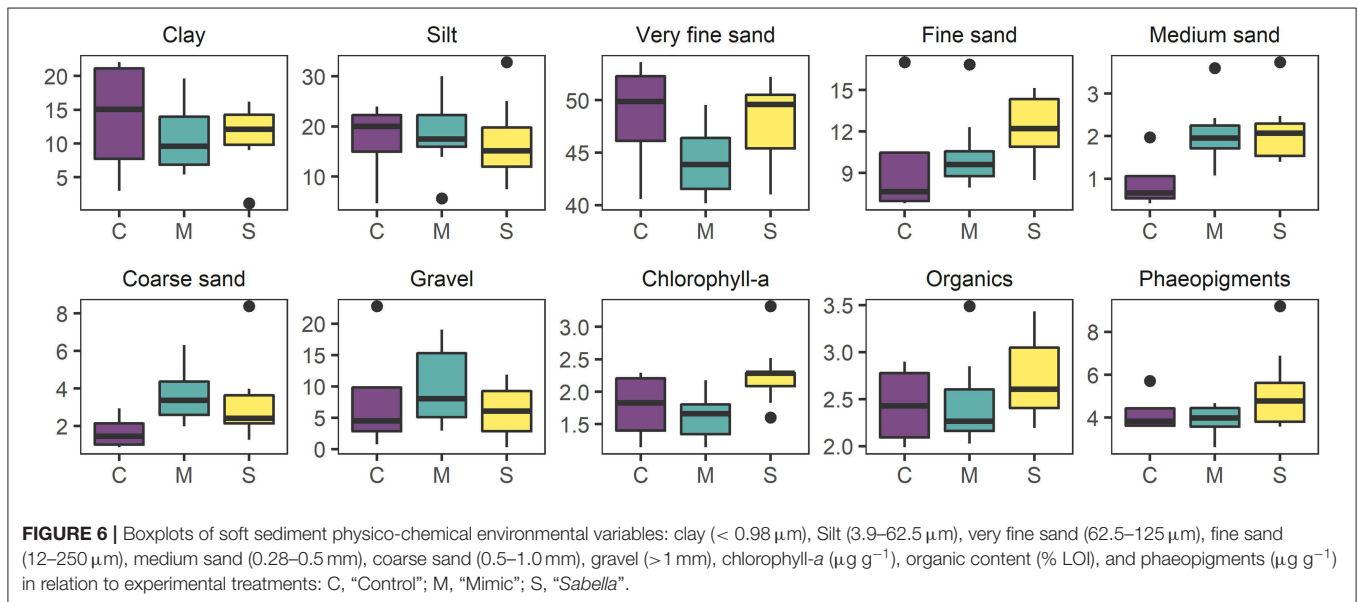 Clay Silt Very fine sand Fine sand Medium sand
20 15 10 5
30 20 10
50 45 40
15 12 9
3 2 1
C M S C M S C M S C M S C M S
Coarse sand Gravel Chlorophyll-a Organics Phaeopigments
8 6 4 2
20 15 10 5 0
3.0 2.5 2.0 1.5
3.5 3.0 2.5 2.0
8 6 4
C M S C M S C M S C M S C M S
FIGURE 6 | Boxplots of soft sediment physico-chemical environmental variables: clay (< 0.98 μm), Silt (3.9–62.5 μm), very fine sand (62.5–125 μm), fine sand
(12–250 μm), medium sand (0.28–0.5 mm), coarse sand (0.5–1.0 mm), gravel (>1 mm), chlorophyll-a (μg g⁻¹), organic content (% LOI), and phaeopigments (μg g⁻¹)
in relation to experimental treatments: C, “Control”; M, “Mimic”; S, “Sabella”.